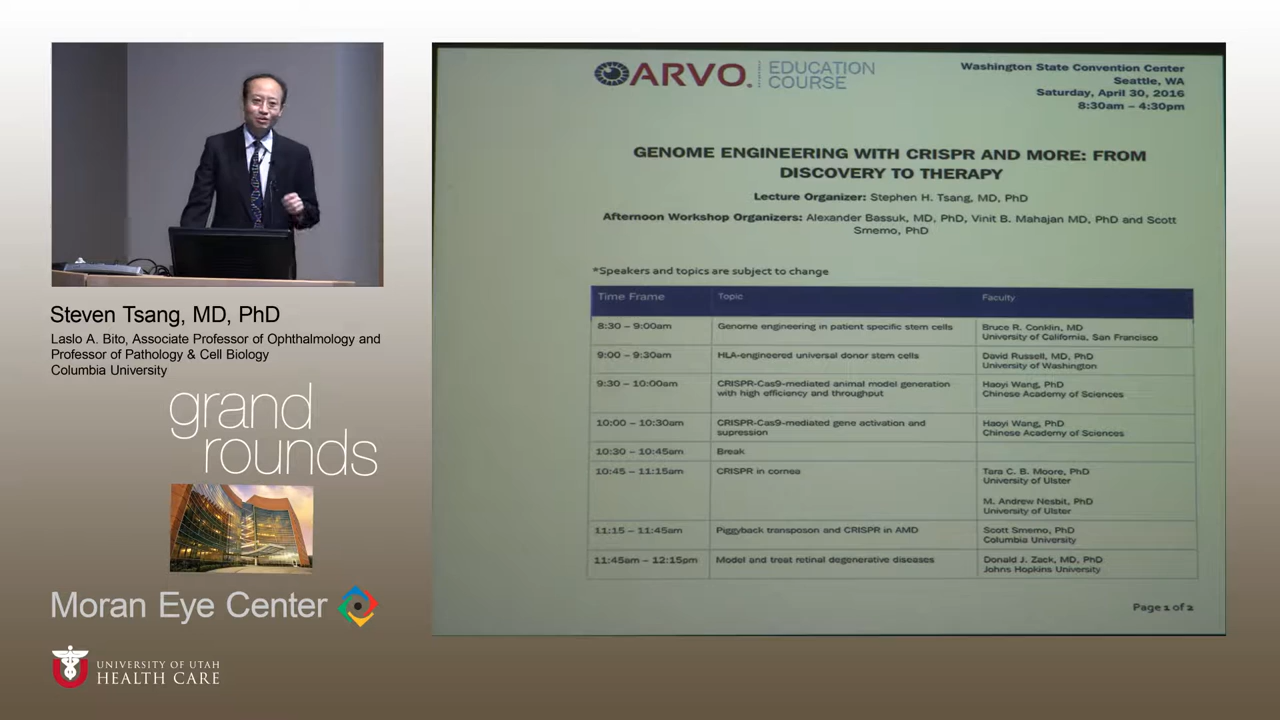 Steven Tsang, MD, PhD
Laslo A. Bito, Associate Professor of Ophthalmology and
Professor of Pathology & Cell Biology
Columbia University
grand
rounds
Moran Eye Center
UNIVERSITY OF UTAH
HEALTH CARE
ARVO EDUCATION
COURSE
Washington State Convention Center
Seattle, WA
Saturday, April 30, 2016
8:30am – 4:30pm
GENOME ENGINEERING WITH CRISPR AND MORE: FROM
DISCOVERY TO THERAPY
Lecture Organizer: Stephen H. Tsang, MD, PhD
Afternoon Workshop Organizers: Alexander Bassuk, MD, PhD, Vinit B. Mahajan MD, PhD and Scott
Smemo, PhD
*Speakers and topics are subject to change
Time Frame Topic Faculty
8:30 – 9:00am Genome engineering in patient specific stem cells Bruce R. Conklin, MD
University of California, San Francisco
9:00 – 9:30am HLA-engineered universal donor stem cells David Russell, MD, PhD
University of Washington
9:30 – 10:00am CRISPR-Cas9-mediated animal model generation Haoyi Wang, PhD
with high efficiency and throughput Chinese Academy of Sciences
10:00 – 10:30am CRISPR-Cas9-mediated gene activation and Haoyi Wang, PhD
supression Chinese Academy of Sciences
10:30 – 10:45am Break
10:45 – 11:15am CRISPR in cornea Tara C. B. Moore, PhD
University of Ulster
M. Andrew Nesbit, PhD
University of Ulster
11:15 – 11:45am Piggyback transposon and CRISPR in AMD Scott Smemo, PhD
Columbia University
11:45am – 12:15pm Model and treat retinal degenerative diseases Donald J. Zack, MD, PhD
Johns Hopkins University
Page 1 of 2